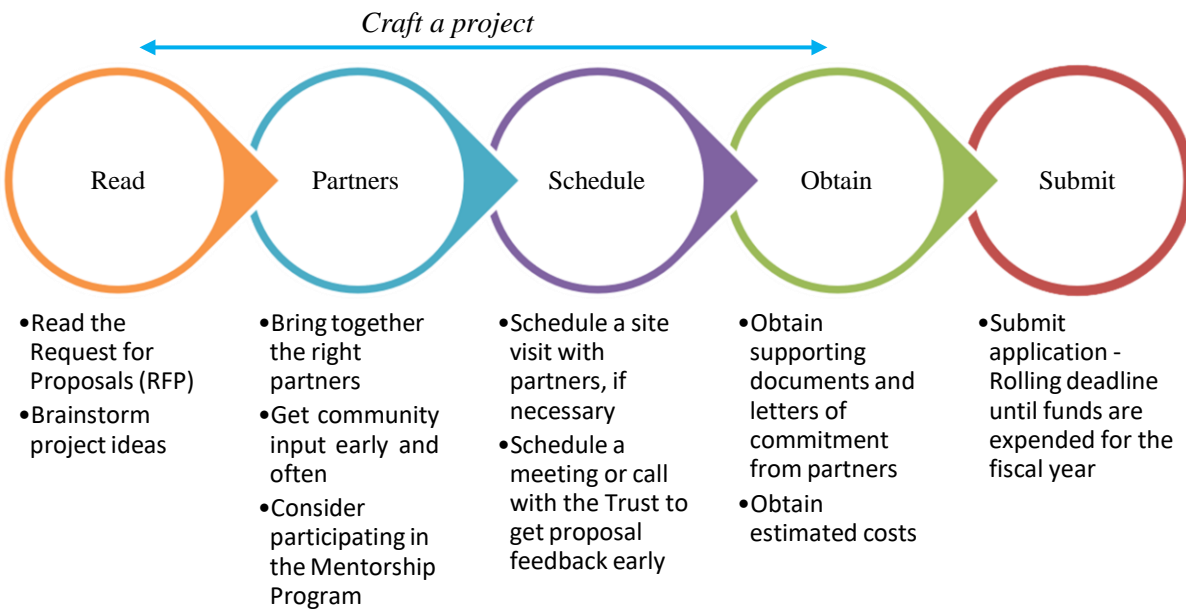 Craft a project
Read
Partners
Schedule
Obtain
Submit
•Read the
Request for
Proposals (RFP)
•Brainstorm
project ideas
•Bring together
the right
partners
•Get community
input early and
often
•Consider
participating in
the Mentorship
Program
•Schedule a site
visit with
partners, if
necessary
•Schedule a
meeting or call
with the Trust to
get proposal
feedback early
•Obtain
supporting
documents and
letters of
commitment
from partners
•Obtain
estimated costs
•Submit
application -
Rolling deadline
until funds are
expended for the
fiscal year